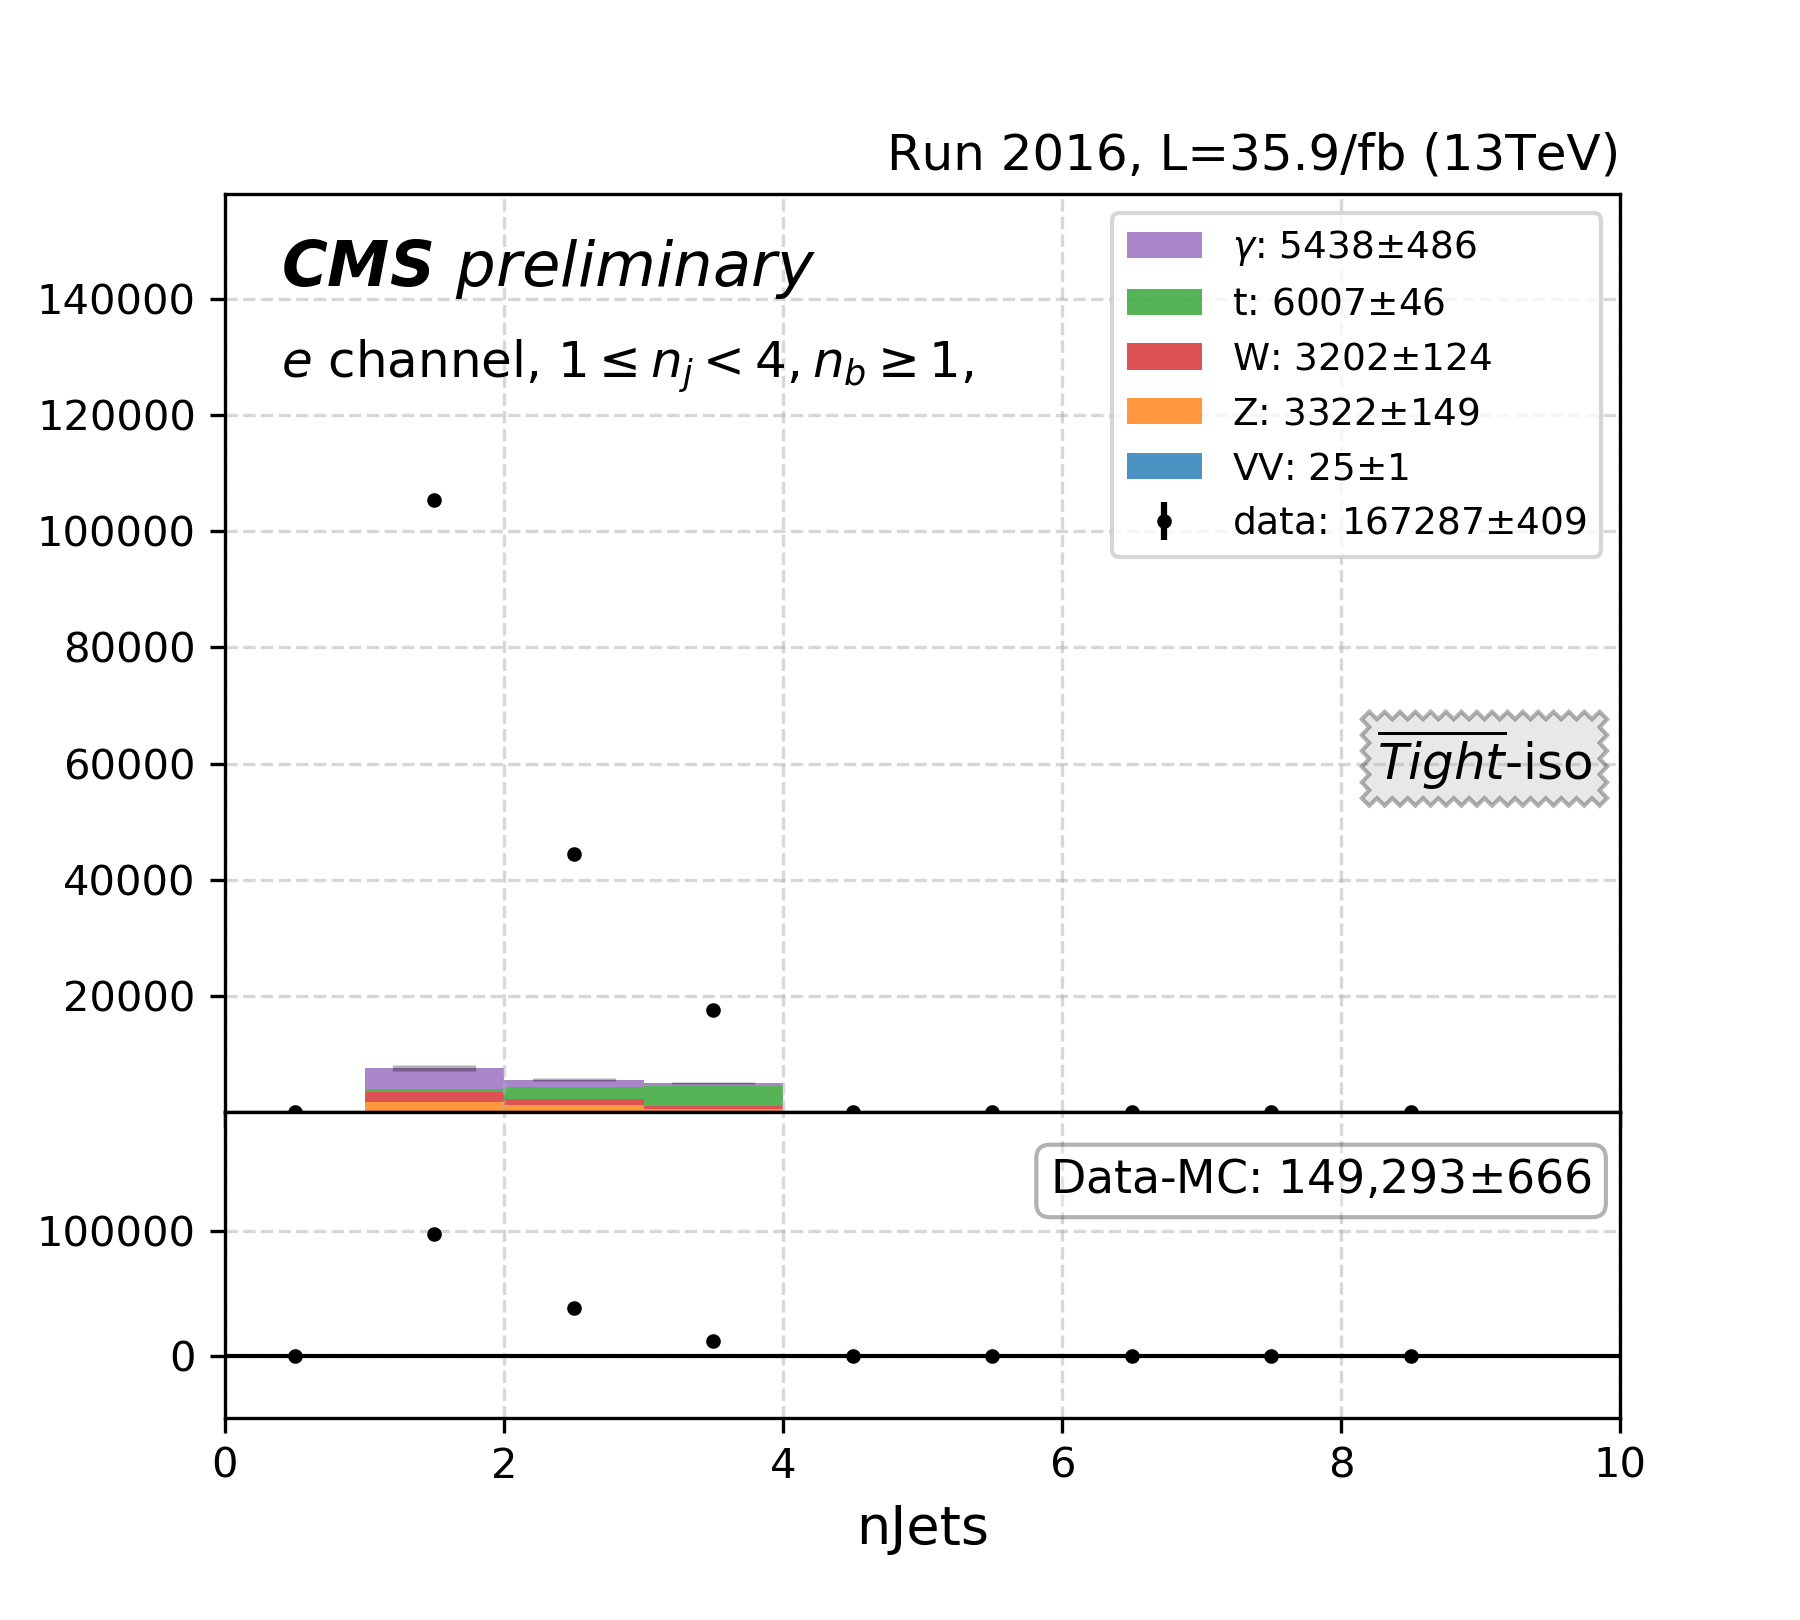 Run 2016, L=35.9/fb (13TeV)
CMS preliminary
e channel, 1 ≤ n_j < 4, n_b ≥ 1,
γ: 5438±486
t: 6007±46
W: 3202±124
Z: 3322±149
VV: 25±1
data: 167287±409
140000
120000
100000
80000
60000
40000
20000
Tight-iso
Data-MC: 149,293±666
100000
0
0 2 4 6 8 10
nJets